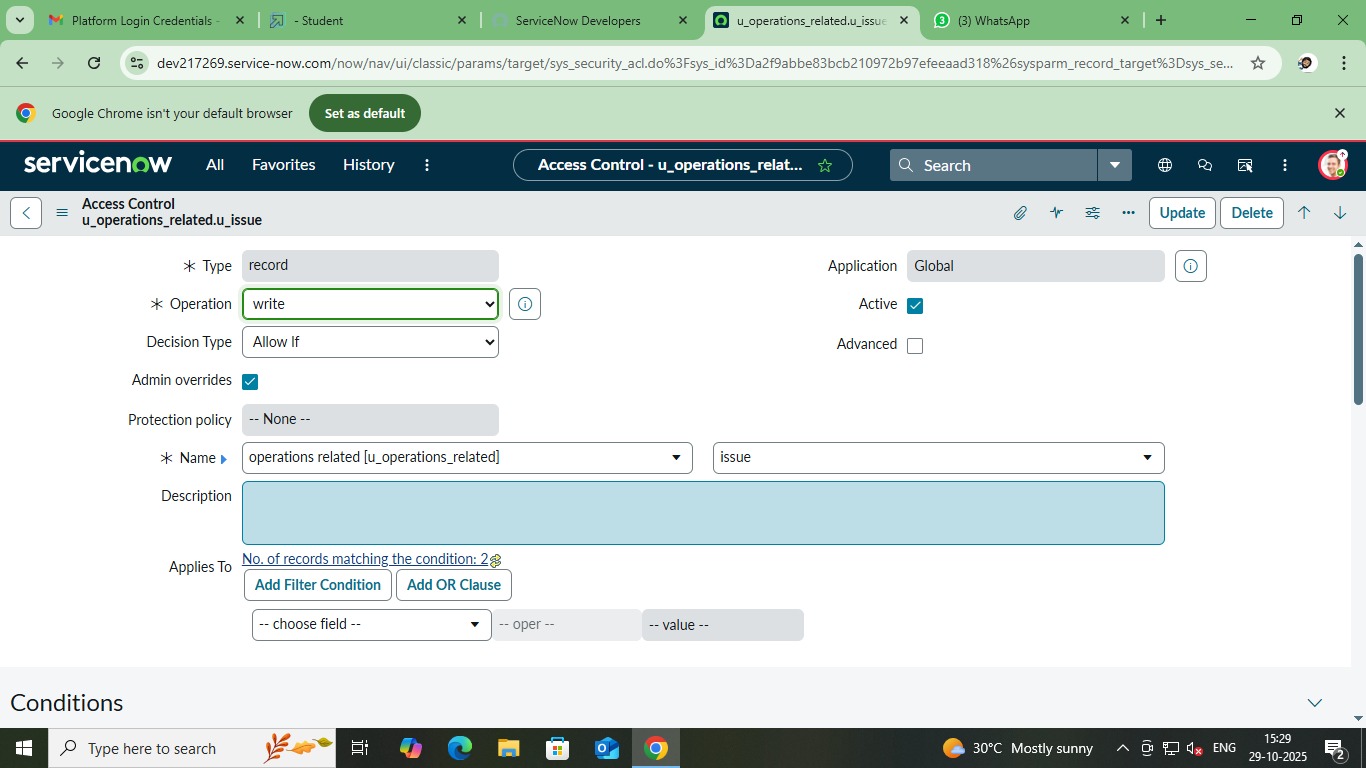 Platform Login Credentials -
- Student
ServiceNow Developers
u_operations_related.u_issue
3
(3) WhatsApp
dev217269.service-now.com/now/nav/ui/classic/params/target/sys_security_acl.do%3Fsys_id%3Da2f9abbe83bcb210972b97efeeaad318%26sysparm_record_target%3Dsys_se...
Google Chrome isn't your default browser
Set as default
servicenow
All
Favorites
History
Access Control - u_operations_relat...
Search
Access Control
u_operations_related.u_issue
Update
Delete
Type
record
Application
Global
Operation
write
Active
Decision Type
Allow If
Advanced
Admin overrides
Protection policy
-- None --
Name
operations related [u_operations_related]
issue
Description
Applies To
No. of records matching the condition: 2
Add Filter Condition
Add OR Clause
-- choose field --
-- oper --
-- value --
Conditions
Type here to search
30°C Mostly sunny
ENG
15:29
29-10-2025
2